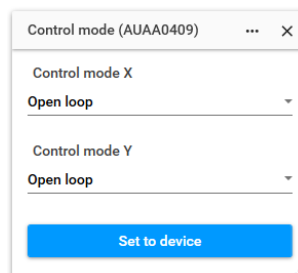 Control mode (AUAA0409)
Control mode X
Open loop
Control mode Y
Open loop
Set to device